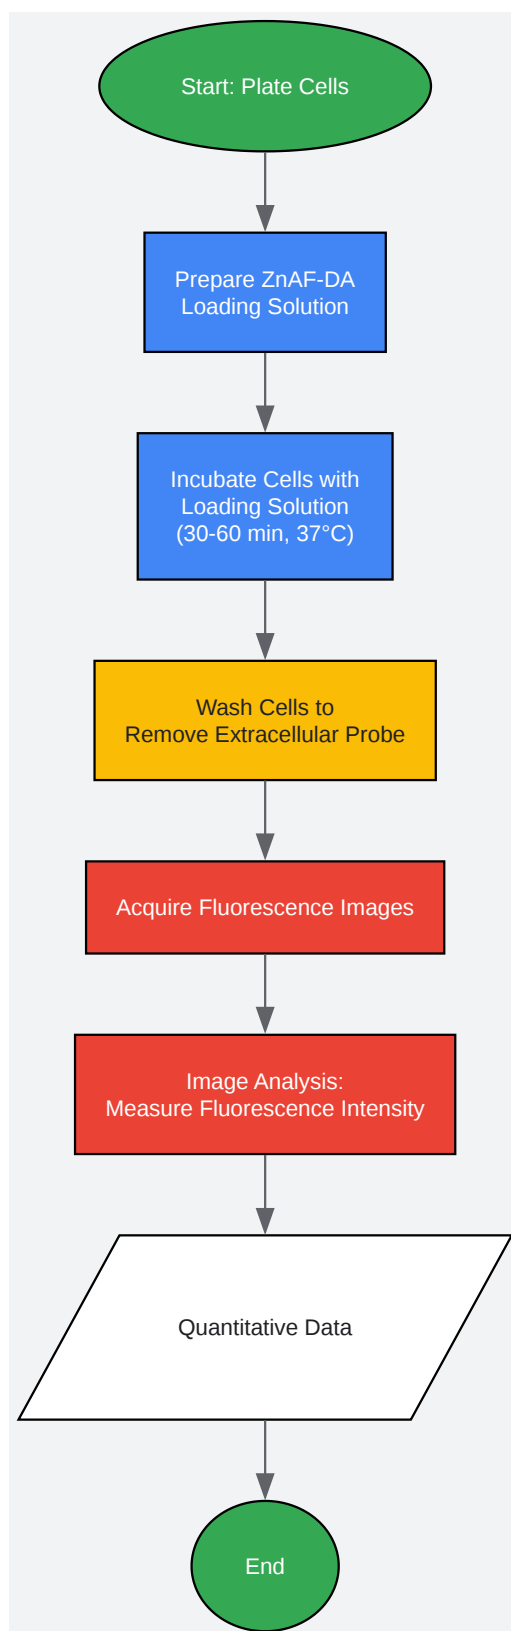 Start: Plate Cells
Prepare ZnAF-DA
Loading Solution
Incubate Cells with
Loading Solution
(30-60 min, 37°C)
Wash Cells to
Remove Extracellular Probe
Acquire Fluorescence Images
Image Analysis:
Measure Fluorescence Intensity
Quantitative Data
End